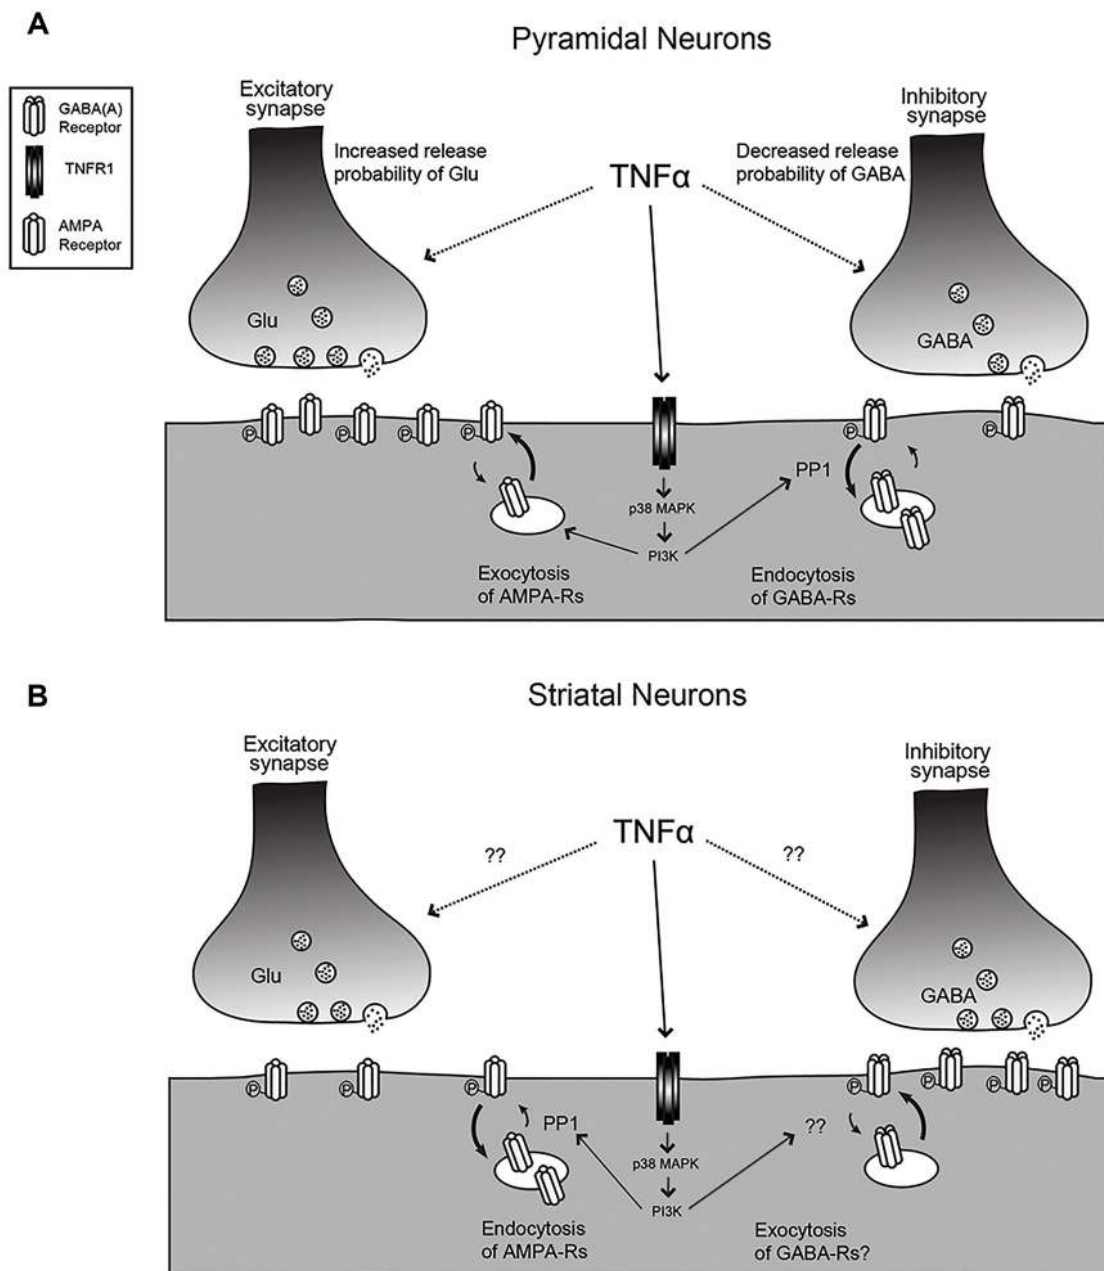 A
Pyramidal Neurons
GABA(A)
Receptor
TNFR1
AMPA
Receptor
Excitatory
synapse
Increased release
probability of Glu
TNFα
Decreased release
probability of GABA
Inhibitory
synapse
Glu
GABA
P
P
P
P
P
P
PP1
p38 MAPK
PI3K
Exocytosis
of AMPA-Rs
Endocytosis
of GABA-Rs
B
Striatal Neurons
Excitatory
synapse
Inhibitory
synapse
TNFα
??
??
Glu
GABA
P
P
P
P
P
P
P
PP1
??
p38 MAPK
PI3K
Endocytosis
of AMPA-Rs
Exocytosis
of GABA-Rs?